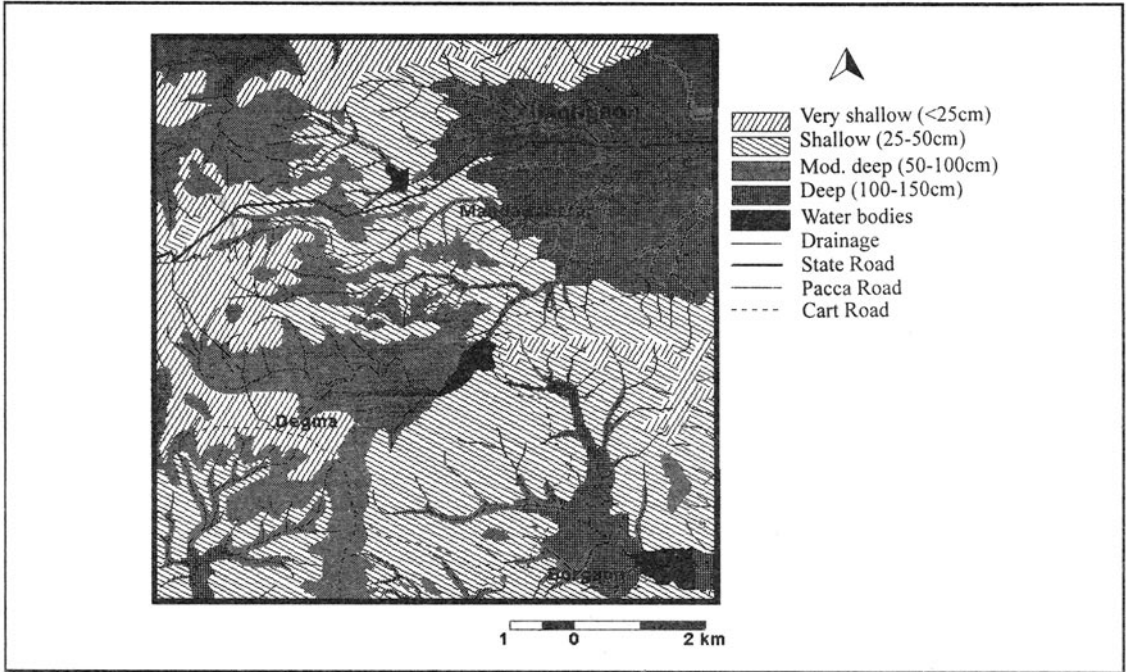 Very shallow (<25cm)
Shallow (25-50cm)
Mod. deep (50-100cm)
Deep (100-150cm)
Water bodies
Drainage
State Road
Pacca Road
Cart Road
Degma
Borgaon
1 0 2 km